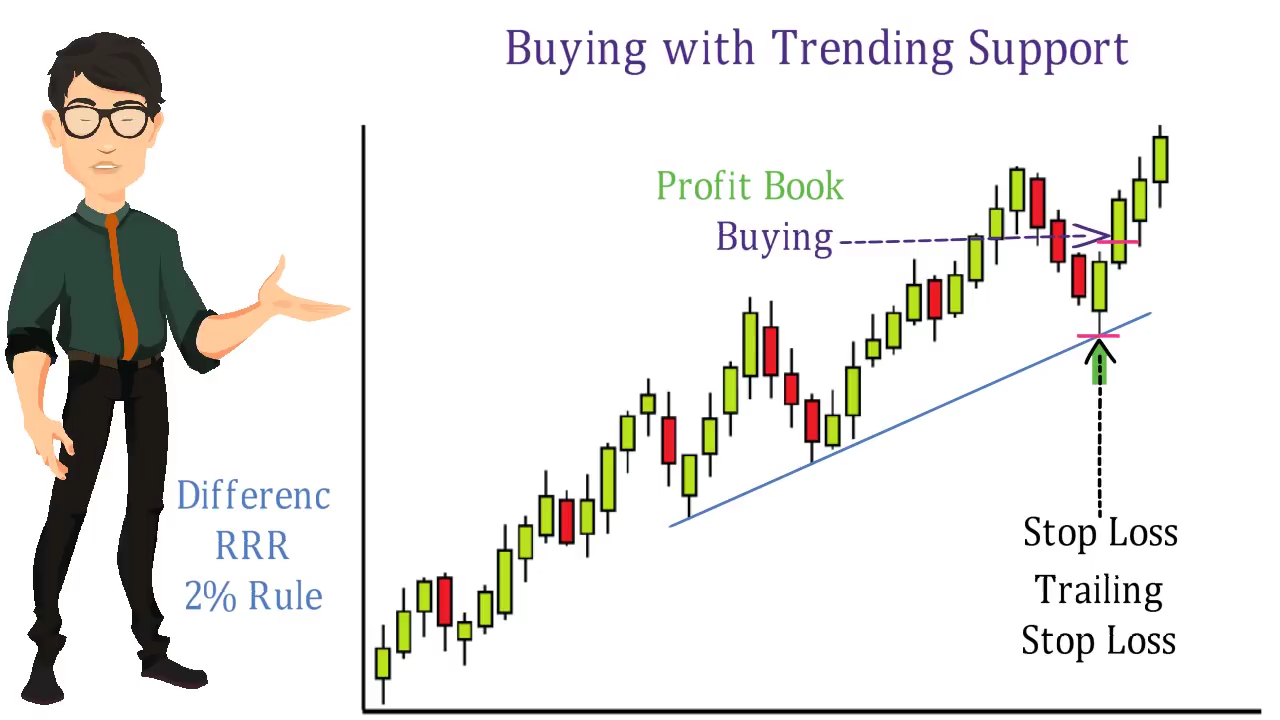 Buying with Trending Support
Profit Book
Buying
Differenc
RRR
2% Rule
Stop Loss
Trailing
Stop Loss